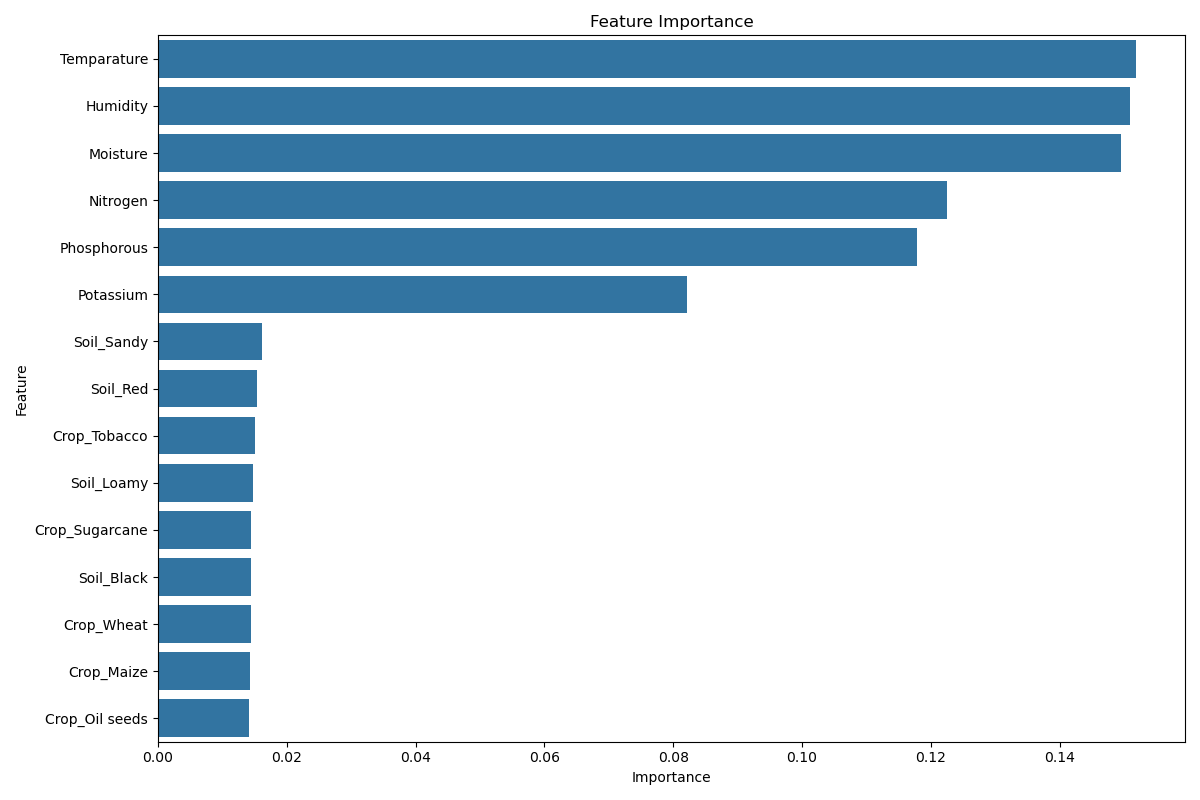 Feature Importance
Temparature
Humidity
Moisture
Nitrogen
Phosphorous
Potassium
Soil_Sandy
Soil_Red
Crop_Tobacco
Soil_Loamy
Crop_Sugarcane
Soil_Black
Crop_Wheat
Crop_Maize
Crop_Oil seeds
Feature
0.00 0.02 0.04 0.06 0.08 0.10 0.12 0.14
Importance